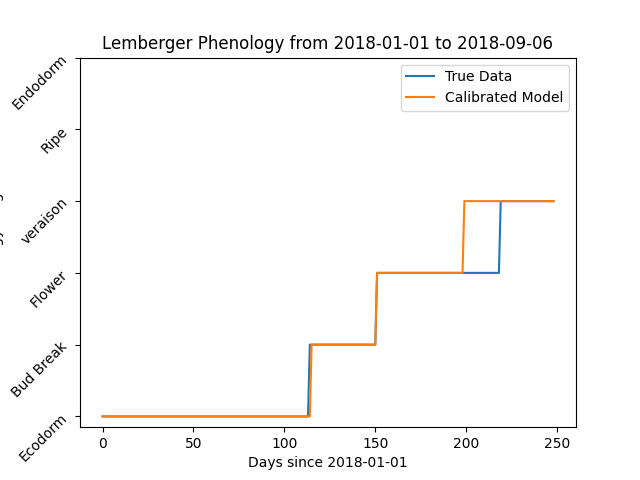 Lemberger Phenology from 2018-01-01 to 2018-09-06
True Data
Calibrated Model
Endodorm
Ripe
veraison
Flower
Bud Break
Ecodorm
0 50 100 150 200 250
Days since 2018-01-01